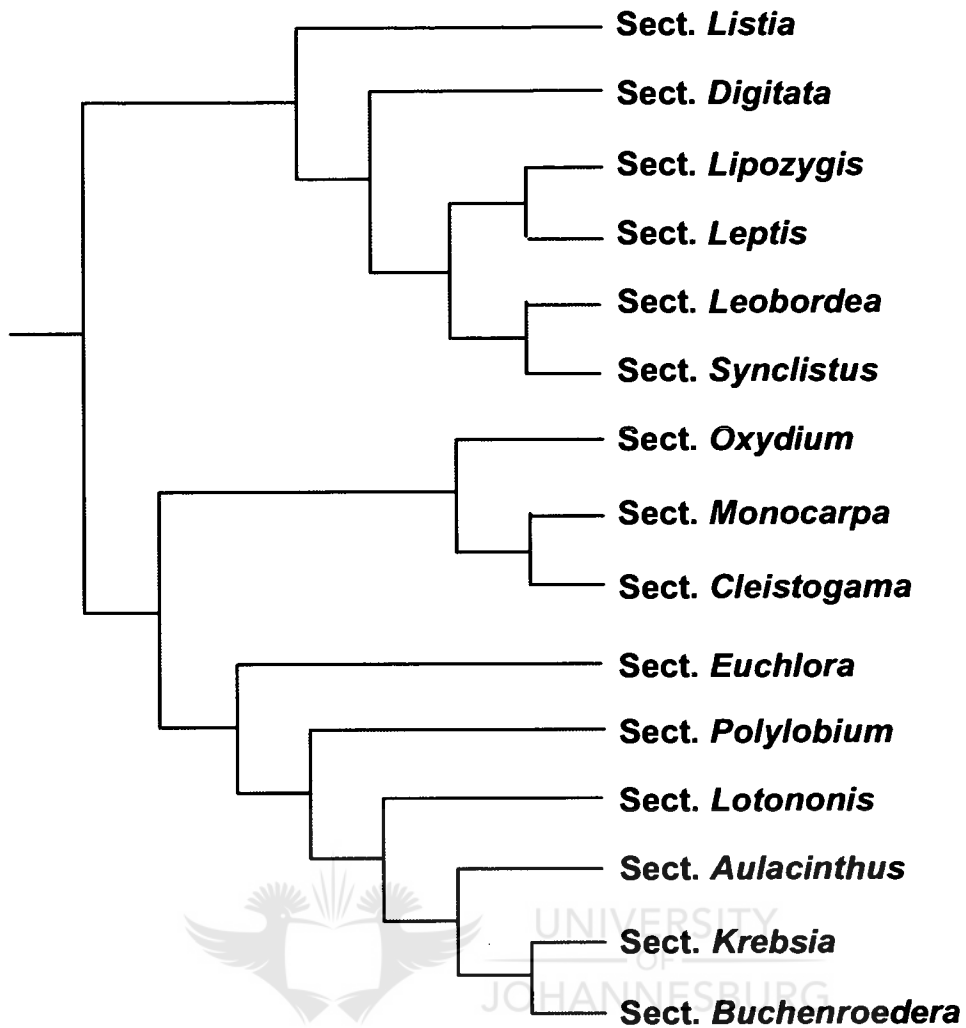 Sect. Listia
Sect. Digitata
Sect. Lipozygis
Sect. Leptis
Sect. Leobordea
Sect. Synclistus
Sect. Oxydium
Sect. Monocarpa
Sect. Cleistogama
Sect. Euchlora
Sect. Polylobium
Sect. Lotononis
Sect. Aulacinthus
Sect. Krebsia
Sect. Buchenroedera
UNIVERSITY
OF
JOHANNESBURG